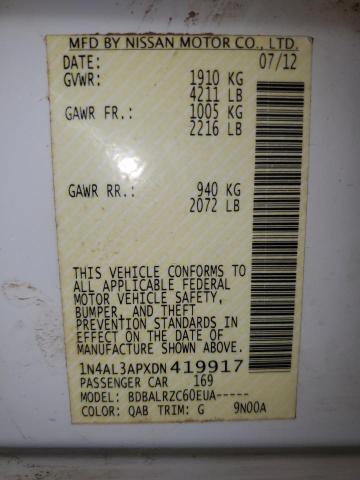 MFD BY NISSAN MOTOR CO., LTD.
DATE: 07/12
GVWR: 1910 KG
4211 LB
GAWR FR.: 1005 KG
2216 LB
GAWR RR.: 940 KG
2072 LB
THIS VEHICLE CONFORMS TO
ALL APPLICABLE FEDERAL
MOTOR VEHICLE SAFETY,
BUMPER, AND THEFT
PREVENTION STANDARDS IN
EFFECT ON THE DATE OF
MANUFACTURE SHOWN ABOVE.
1N4AL3APXDN419917
PASSENGER CAR 169
MODEL: BDBALRZC60EUA-----
COLOR: QAB TRIM: G 9N00A